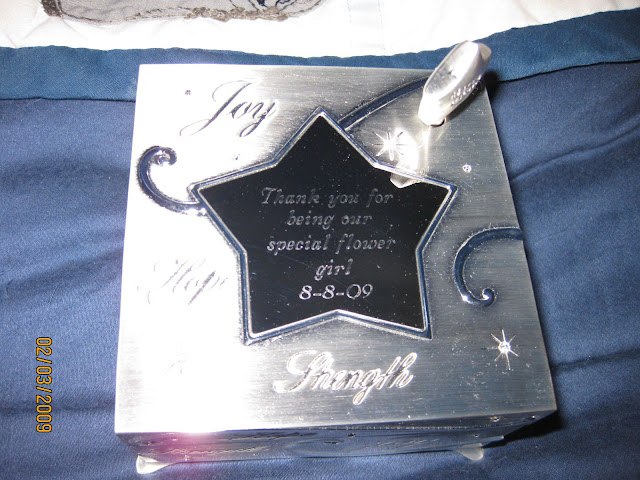 Joy
Thank you for
being our
special flower
girl
8-8-09
Hope
Strength
02/03/2009